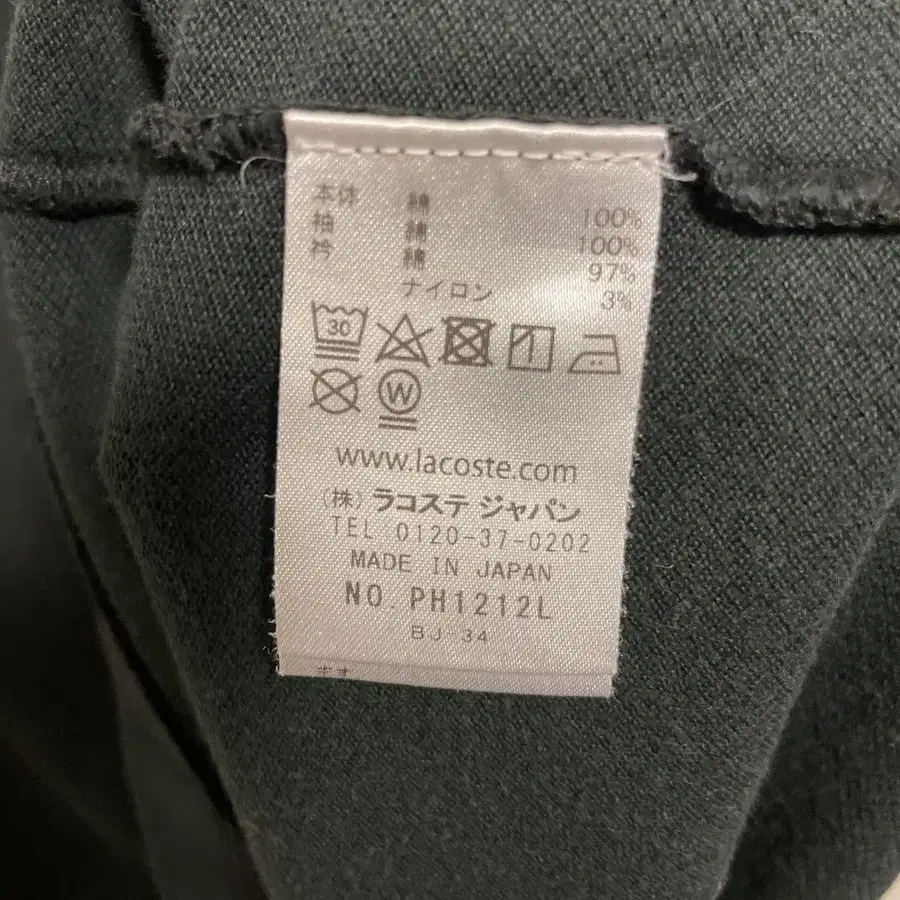 本体 綿 100%
袖 綿 100%
衿 綿 97%
ナイロン 3%
30
W
www.lacoste.com
(株) ラコステ ジャパン
TEL 0120-37-0202
MADE IN JAPAN
NO. PH1212L
BJ-34